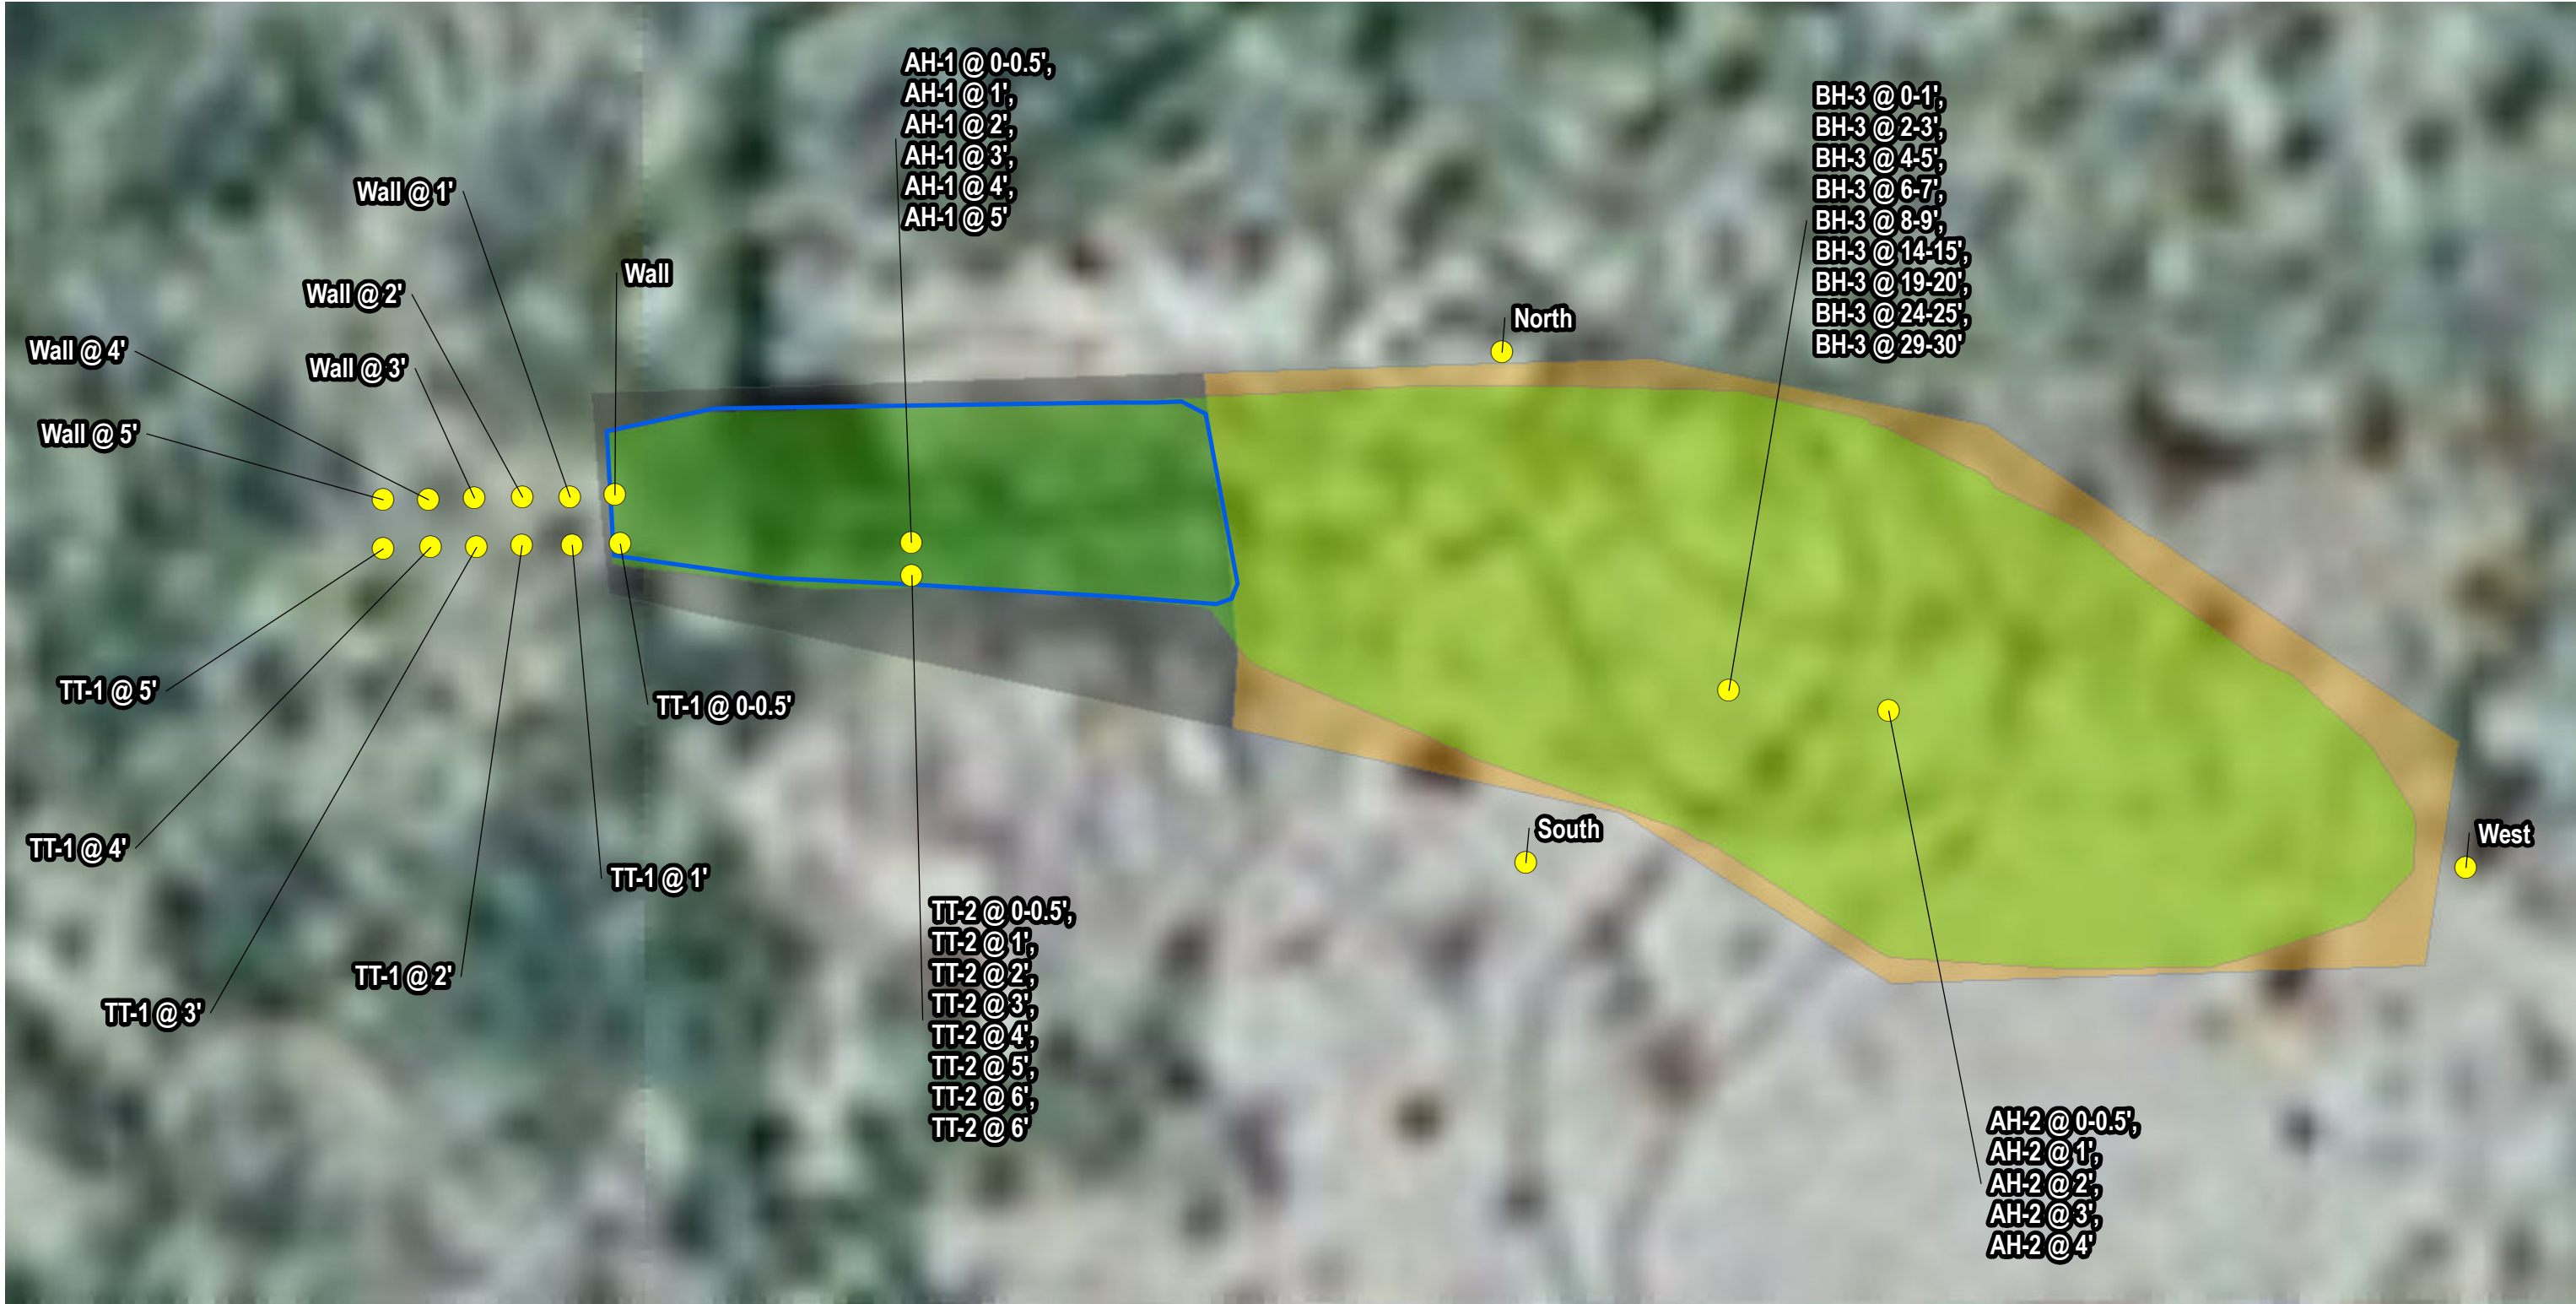 AH-1 @ 0-0.5',
AH-1 @ 1',
AH-1 @ 2',
AH-1 @ 3',
AH-1 @ 4',
AH-1 @ 5'
BH-3 @ 0-1',
BH-3 @ 2-3',
BH-3 @ 4-5',
BH-3 @ 6-7',
BH-3 @ 8-9',
BH-3 @ 14-15',
BH-3 @ 19-20',
BH-3 @ 24-25',
BH-3 @ 29-30'
Wall @ 1'
Wall
Wall @ 2'
North
Wall @ 4'
Wall @ 3'
Wall @ 5'
TT-1 @ 5'
TT-1 @ 0-0.5'
South
West
TT-1 @ 4'
TT-1 @ 1'
TT-2 @ 0-0.5',
TT-2 @ 1',
TT-2 @ 2',
TT-2 @ 3',
TT-2 @ 4',
TT-2 @ 5',
TT-2 @ 6',
TT-2 @ 6'
TT-1 @ 2'
TT-1 @ 3'
AH-2 @ 0-0.5',
AH-2 @ 1',
AH-2 @ 2',
AH-2 @ 3',
AH-2 @ 4'